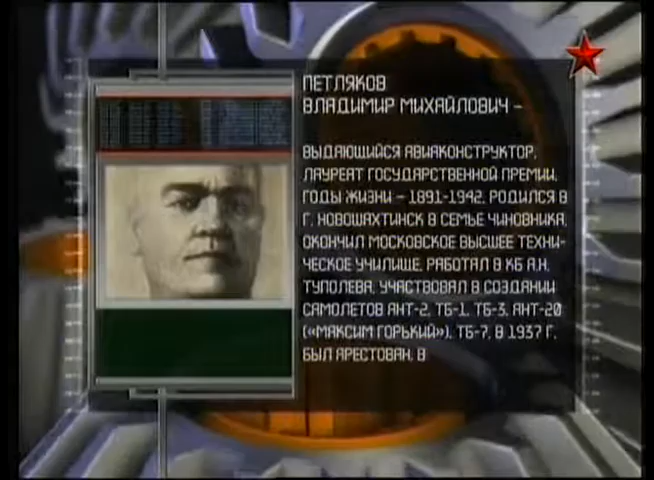 ПЕТЛЯКОВ
ВЛАДИМИР МИХАЙЛОВИЧ –
ВЫДАЮЩИЙСЯ АВИАКОНСТРУКТОР,
ЛАУРЕАТ ГОСУДАРСТВЕННОЙ ПРЕМИИ.
ГОДЫ ЖИЗНИ – 1891-1942. РОДИЛСЯ В
Г. НОВОШАХТИНСК В СЕМЬЕ ЧИНОВНИКА.
ОКОНЧИЛ МОСКОВСКОЕ ВЫСШЕЕ ТЕХНИ-
ЧЕСКОЕ УЧИЛИЩЕ. РАБОТАЛ В КБ А.Н.
ТУПОЛЕВА. УЧАСТВОВАЛ В СОЗДАНИИ
САМОЛЕТОВ АНТ-2, ТБ-1, ТБ-3, АНТ-20
(«МАКСИМ ГОРЬКИЙ»), ТБ-7. В 1937 Г.
БЫЛ АРЕСТОВАН. В